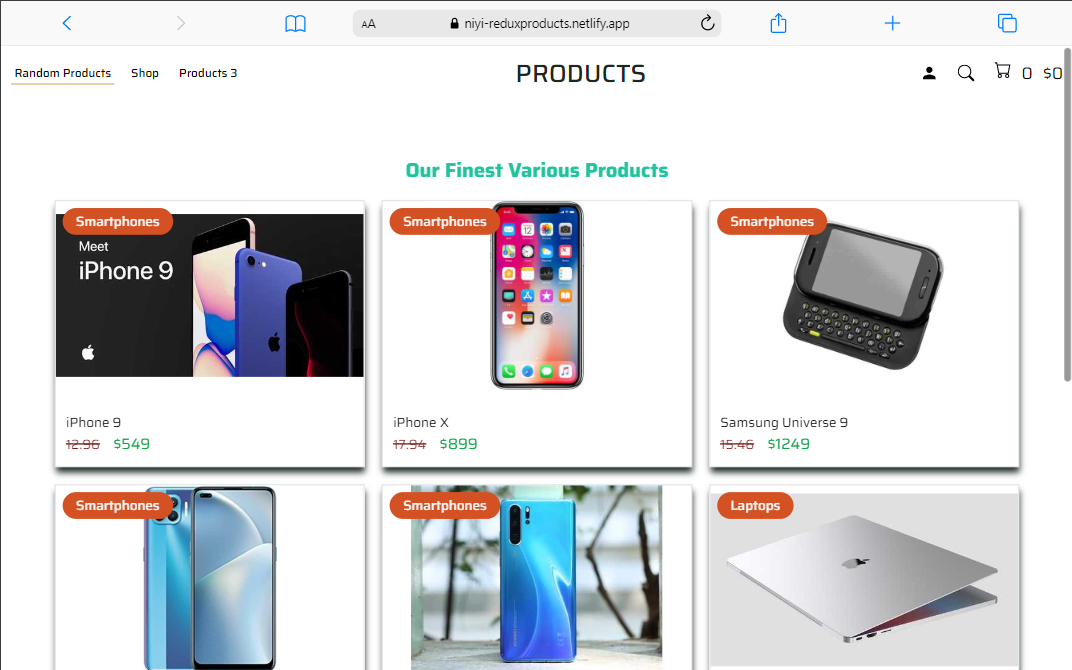 AA niyi-reduxproducts.netlify.app
Random Products Shop Products 3 PRODUCTS 0 $0
Our Finest Various Products
Smartphones
Meet
iPhone 9
iPhone 9
12.96 $549
Smartphones
12
iPhone X
17.94 $899
Smartphones
Samsung Universe 9
15.46 $1249
Smartphones
Smartphones
Laptops